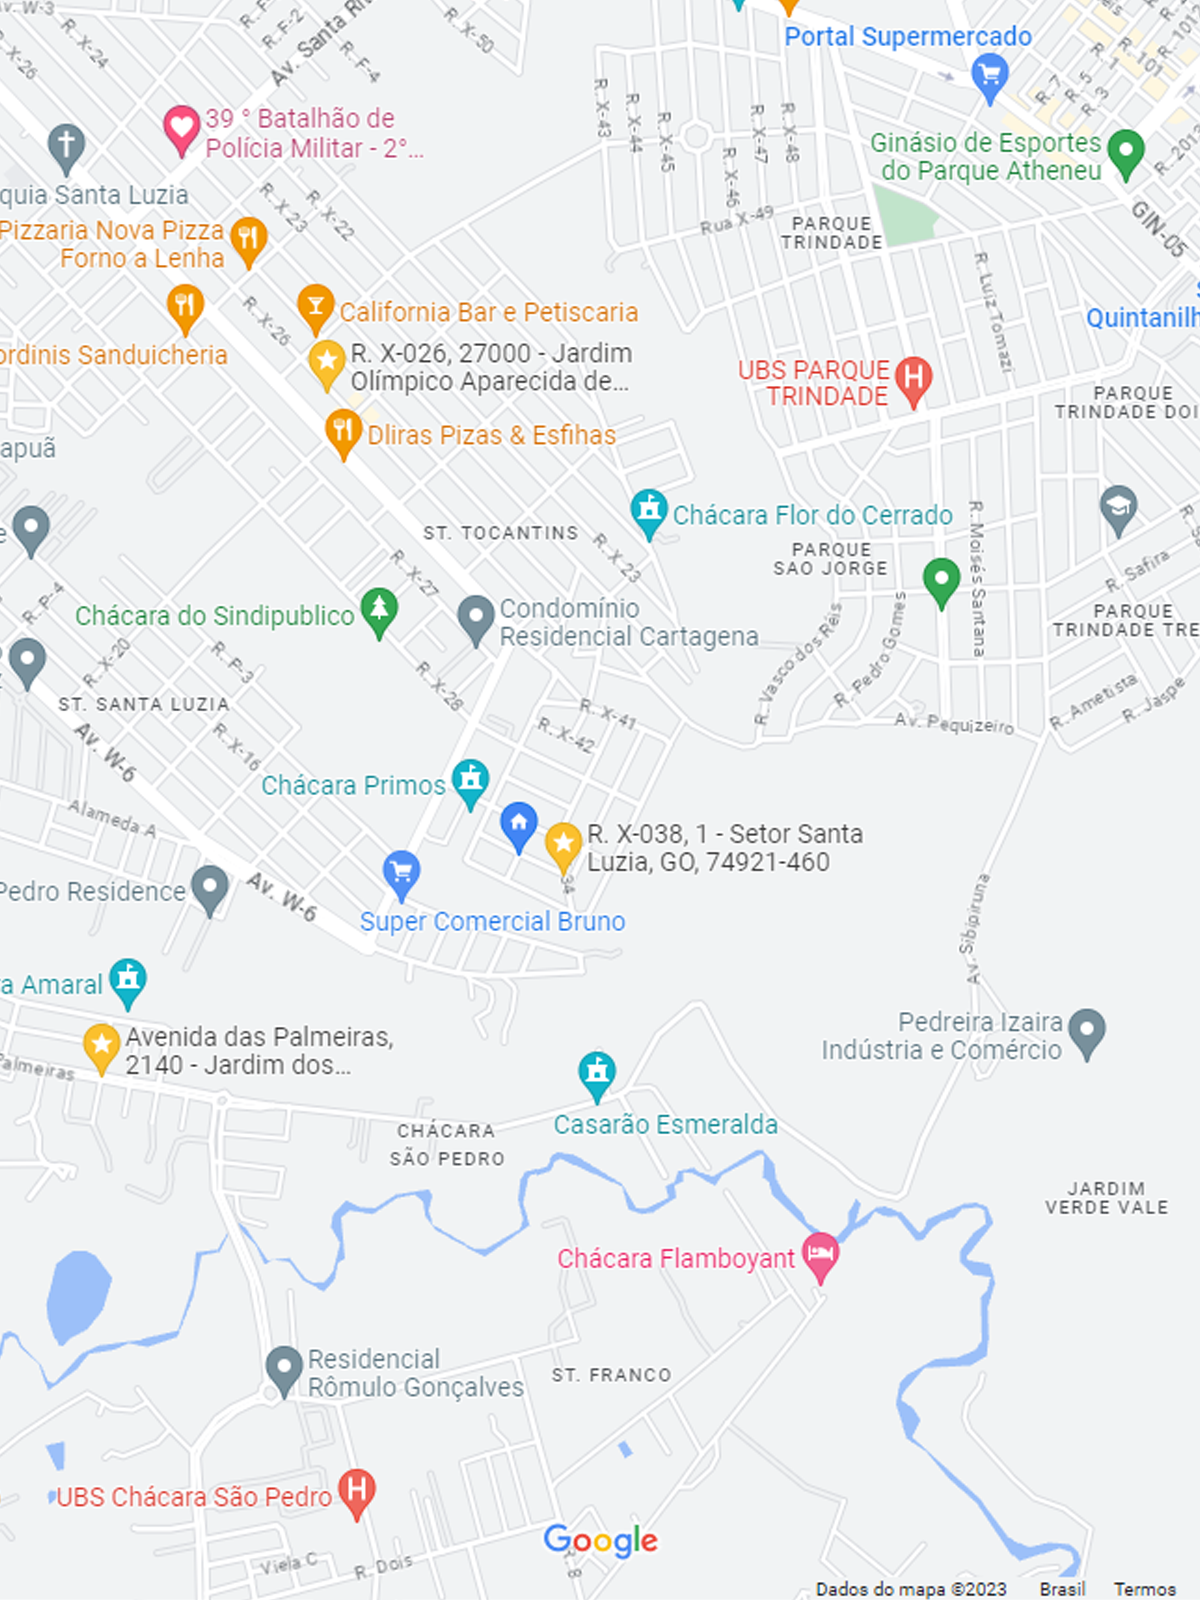 Av. W-3
R. X-24
R. F-2
Av. Santa Rit
R. F-4
R. X-50
X-26
Portal Supermercado
R. 101
R. 1
R. 5
R. 3
R. 7
39 ° Batalhão de
Polícia Militar - 2°...
R. X-43
R. X-44
R. X-45
R. X-46
R. X-47
R. X-48
Ginásio de Esportes
do Parque Atheneu
R. 201
quia Santa Luzia
R. X-23
R. X-22
Rua X-49
PARQUE
TRINDADE
GIN-05
Pizzaria Nova Pizza
Forno a Lenha
R. X-26
California Bar e Petiscaria
R. Luiz Tomazi
Quintanilh
ordinis Sanduicheria
R. X-026, 27000 - Jardim
Olímpico Aparecida de...
UBS PARQUE
TRINDADE
PARQUE
TRINDADE DOI
apuã
Dliras Pizas & Esfihas
e
ST. TOCANTINS
R. X-23
Chácara Flor do Cerrado
PARQUE
SAO JORGE
R. Moisés Santana
R. Safira
R. X-27
R. P-4
Chácara do Sindipublico
Condomínio
Residencial Cartagena
R. Vasco dos Réis
R. Pedro Gomes
PARQUE
TRINDADE TRE
R. X-20
R. P-3
R. X-28
ST. SANTA LUZIA
R. X-41
R. X-42
Av. Pequizeiro
R. Ametista
R. Jaspe
Av. W-6
R. X-16
Chácara Primos
Alameda A
R. X-038, 1 - Setor Santa
Luzia, GO, 74921-460
34
Pedro Residence
Av. W-6
Super Comercial Bruno
Av. Sibipiruna
a Amaral
Avenida das Palmeiras,
2140 - Jardim dos...
Palmeiras
Pedreira Izaira
Indústria e Comércio
Casarão Esmeralda
CHÁCARA
SÃO PEDRO
JARDIM
VERDE VALE
Chácara Flamboyant
Residencial
Rômulo Gonçalves
ST. FRANCO
UBS Chácara São Pedro
Google
Viela C
R. Dois
R. 8
Dados do mapa ©2023 Brasil Termos